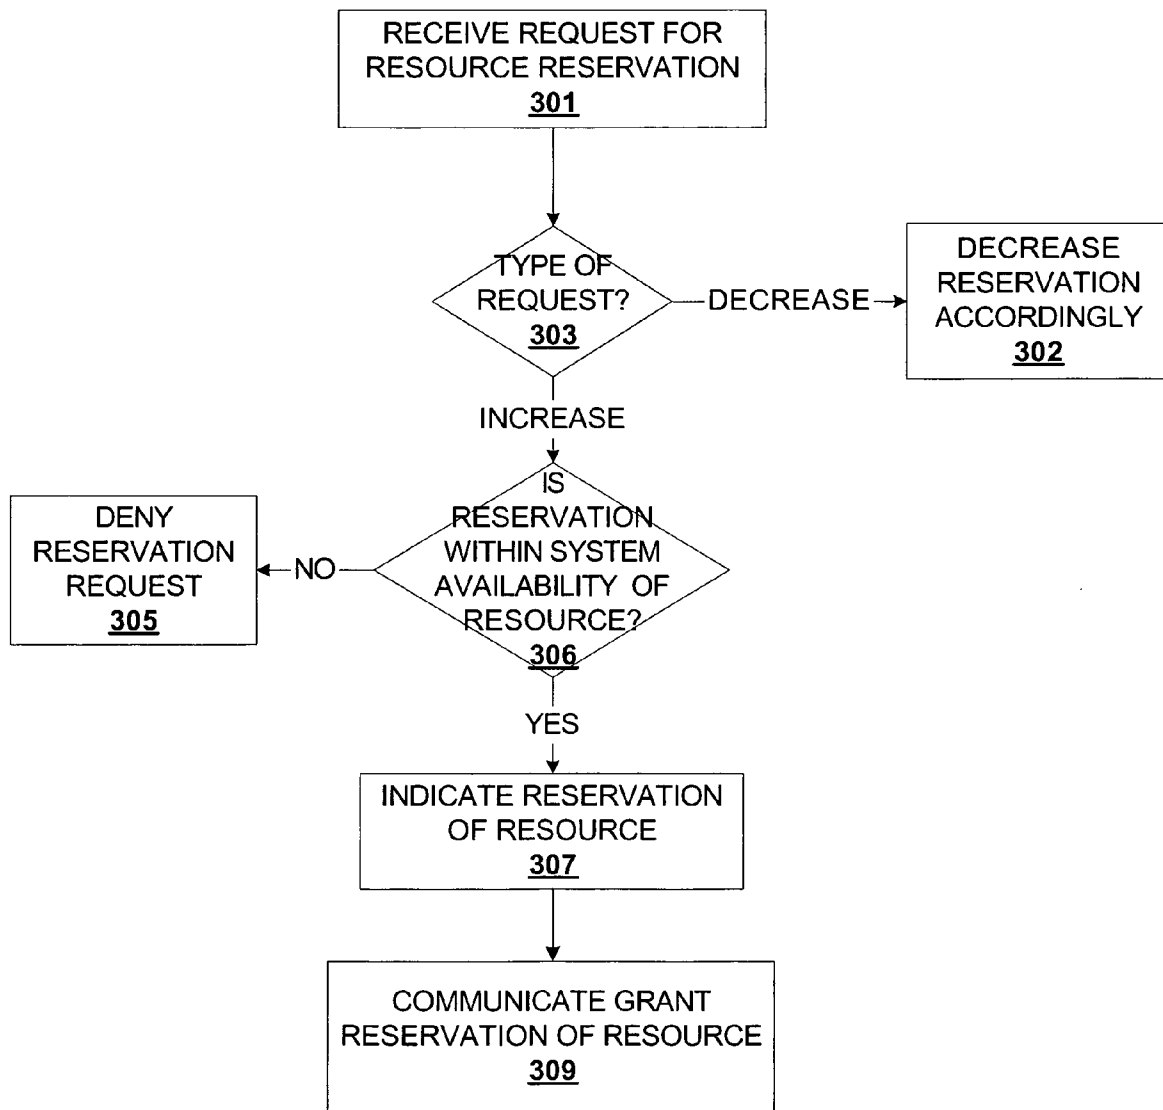 RECEIVE REQUEST FOR
RESOURCE RESERVATION
301
TYPE OF
REQUEST?
303
DECREASE
DECREASE
RESERVATION
ACCORDINGLY
302
INCREASE
IS
RESERVATION
WITHIN SYSTEM
AVAILABILITY OF
RESOURCE?
306
NO
DENY
RESERVATION
REQUEST
305
YES
INDICATE RESERVATION
OF RESOURCE
307
COMMUNICATE GRANT
RESERVATION OF RESOURCE
309